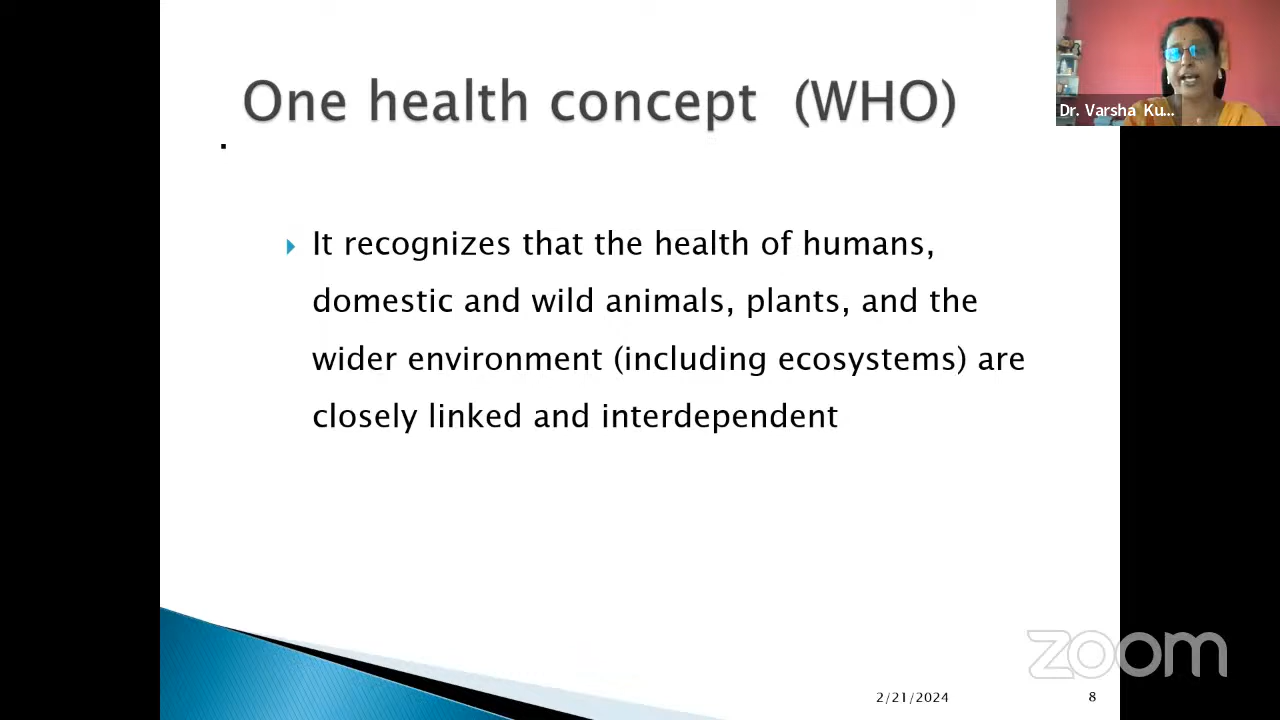 One health concept (WHO)
Dr. Varsha Ku...
It recognizes that the health of humans,
domestic and wild animals, plants, and the
wider environment (including ecosystems) are
closely linked and interdependent
zoom
2/21/2024 8